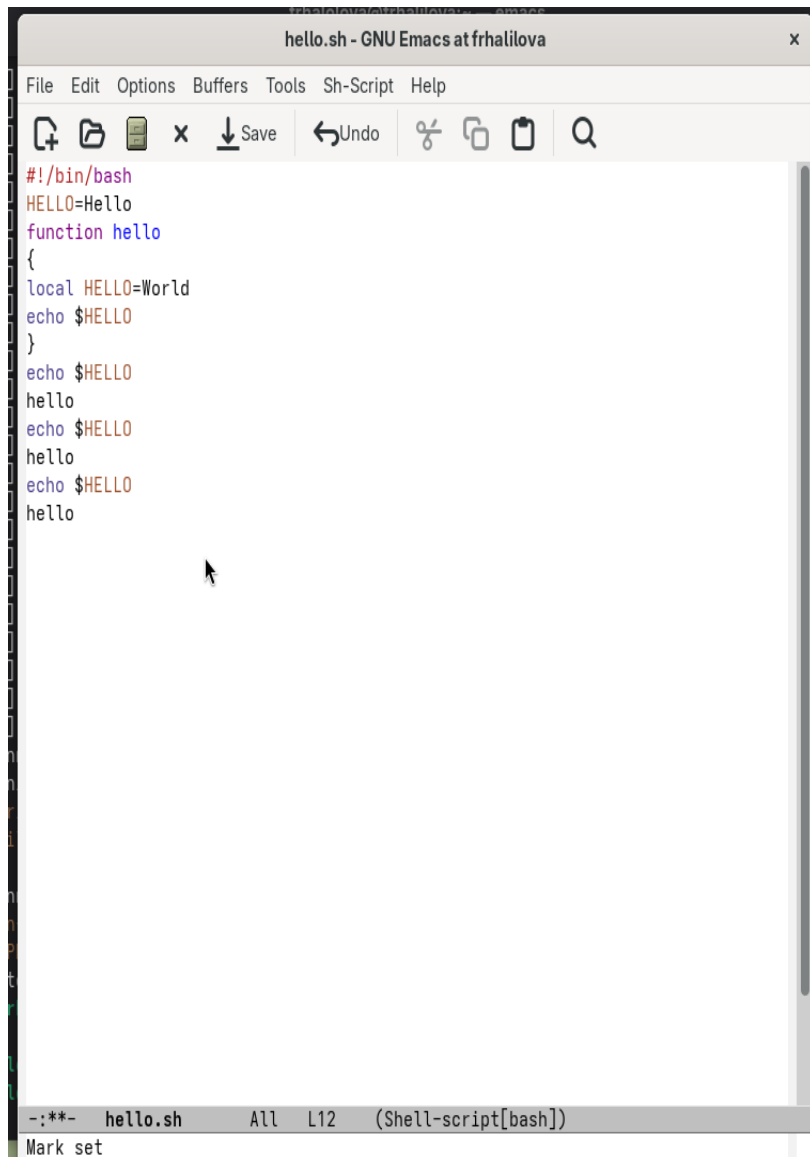 hello.sh - GNU Emacs at frhalilova ×
File Edit Options Buffers Tools Sh-Script Help
Save Undo
#!/bin/bash
HELLO=Hello
function hello
{
local HELLO=World
echo $HELLO
}
echo $HELLO
hello
echo $HELLO
hello
echo $HELLO
hello
-:**- hello.sh All L12 (Shell-script[bash])
Mark set